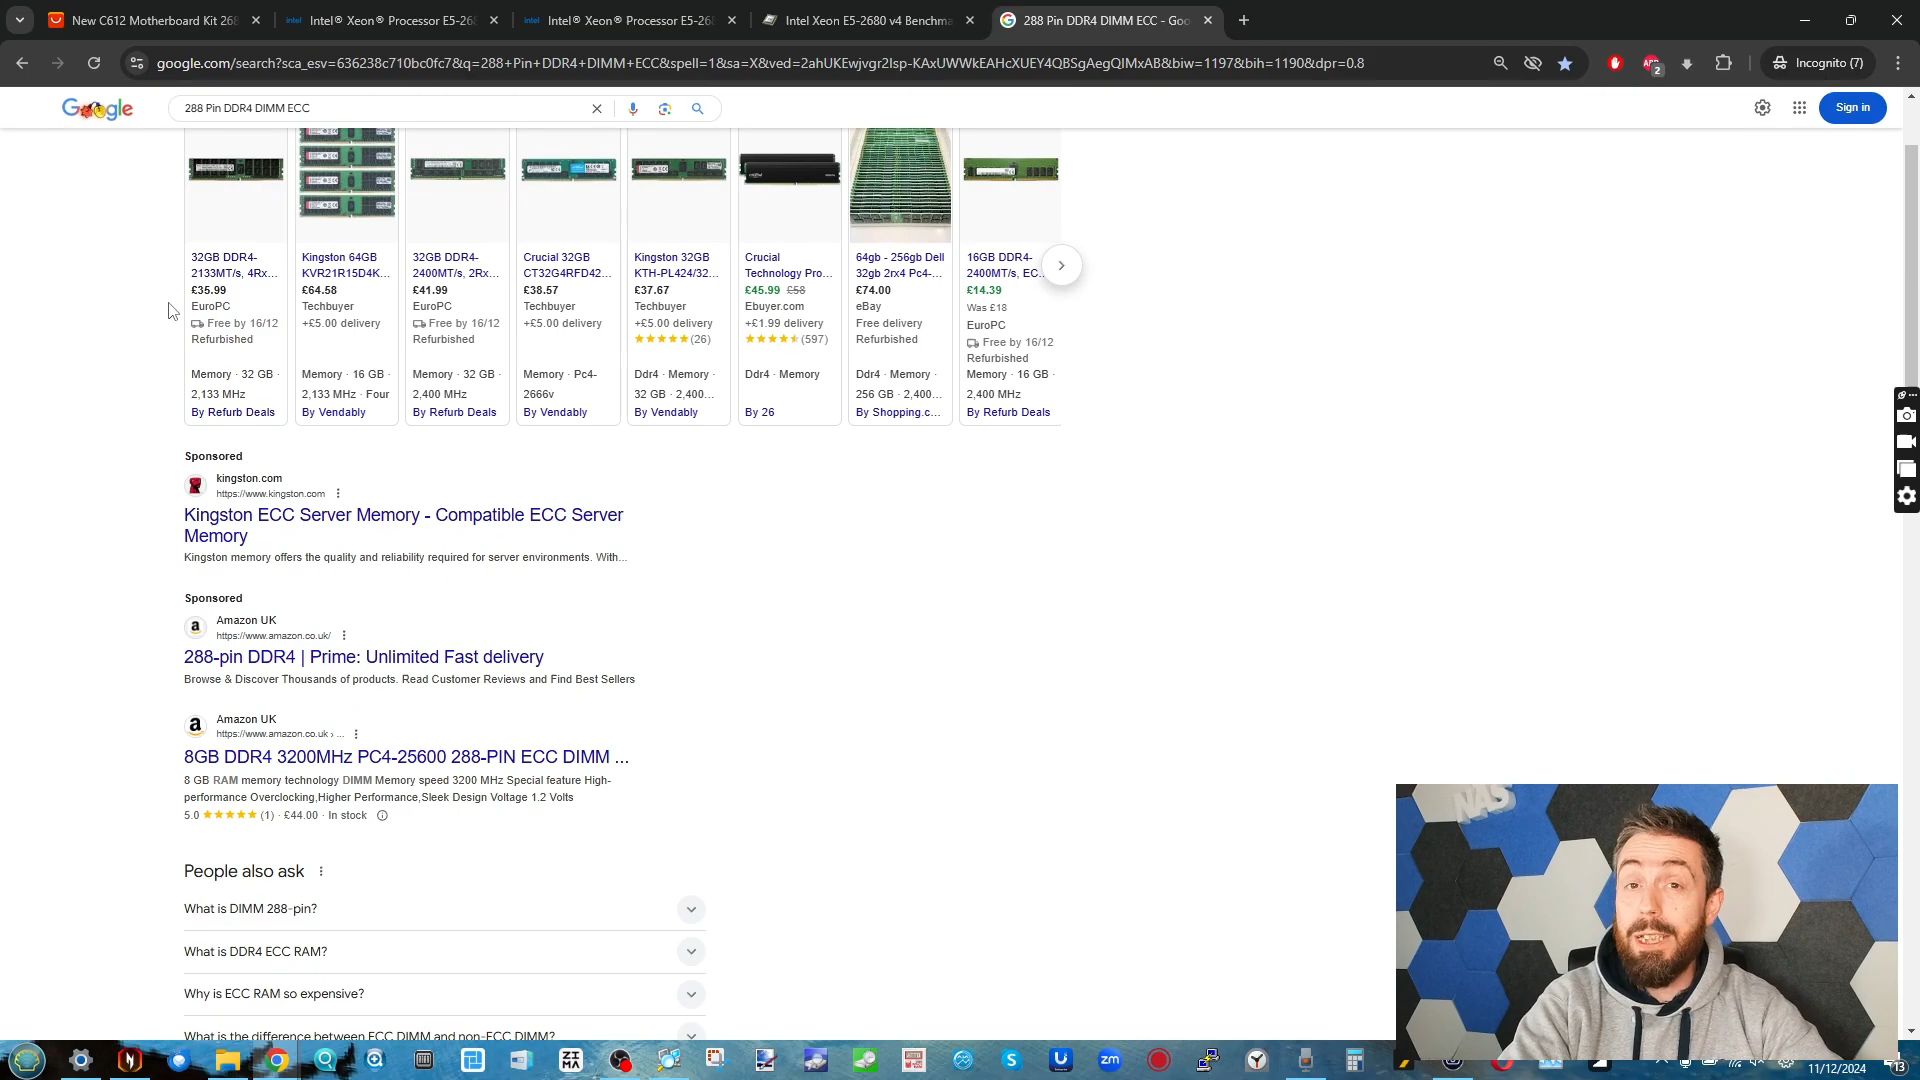 New C612 Motherboard Kit 268
Intel® Xeon® Processor E5-26
Intel® Xeon® Processor E5-26
Intel Xeon E5-2680 v4 Benchma
288 Pin DDR4 DIMM ECC - Goo
google.com/search?sca_esv=636238c710bc0fc7&q=288+Pin+DDR4+DIMM+ECC&spell=1&sa=X&ved=2ahUKEwjvgr2Isp-KAxUWWkEAHcXUEY4QBSgAegQIMxAB&biw=1197&bih=1190&dpr=0.8
2
Incognito (7)
Google
288 Pin DDR4 DIMM ECC
Sign in
32GB DDR4-
2133MT/s, 4Rx...
£35.99
EuroPC
Free by 16/12
Refurbished
Memory · 32 GB ·
2,133 MHz
By Refurb Deals
Kingston 64GB
KVR21R15D4K...
£64.58
Techbuyer
+£5.00 delivery
Memory · 16 GB ·
2,133 MHz · Four
By Vendably
32GB DDR4-
2400MT/s, 2Rx...
£41.99
EuroPC
Free by 16/12
Refurbished
Memory · 32 GB ·
2,400 MHz
By Refurb Deals
Crucial 32GB
CT32G4RFD42...
£38.57
Techbuyer
+£5.00 delivery
Memory · Pc4-
2666v
By Vendably
Kingston 32GB
KTH-PL424/32...
£37.67
Techbuyer
+£5.00 delivery
(26)
Ddr4 · Memory ·
32 GB · 2,400...
By Vendably
Crucial
Technology Pro...
£45.99 £58
Ebuyer.com
+£1.99 delivery
(597)
Ddr4 · Memory
By 26
64gb - 256gb Dell
32gb 2rx4 Pc4-...
£74.00
eBay
Free delivery
Refurbished
Ddr4 · Memory ·
256 GB · 2,400...
By Shopping.c...
16GB DDR4-
2400MT/s, EC...
£14.39
Was £18
EuroPC
Free by 16/12
Refurbished
Memory · 16 GB ·
2,400 MHz
By Refurb Deals
Sponsored
kingston.com
https://www.kingston.com
Kingston ECC Server Memory - Compatible ECC Server
Memory
Kingston memory offers the quality and reliability required for server environments. With...
Sponsored
Amazon UK
https://www.amazon.co.uk/
288-pin DDR4 | Prime: Unlimited Fast delivery
Browse & Discover Thousands of products. Read Customer Reviews and Find Best Sellers
Amazon UK
https://www.amazon.co.uk › ...
8GB DDR4 3200MHz PC4-25600 288-PIN ECC DIMM ...
8 GB RAM memory technology DIMM Memory speed 3200 MHz Special feature High-
performance Overclocking,Higher Performance,Sleek Design Voltage 1.2 Volts
5.0 (1) · £44.00 · In stock
People also ask
What is DIMM 288-pin?
What is DDR4 ECC RAM?
Why is ECC RAM so expensive?
What is the difference between ECC DIMM and non-ECC DIMM?
NAS
ZIMA
zm
11/12/2024
13